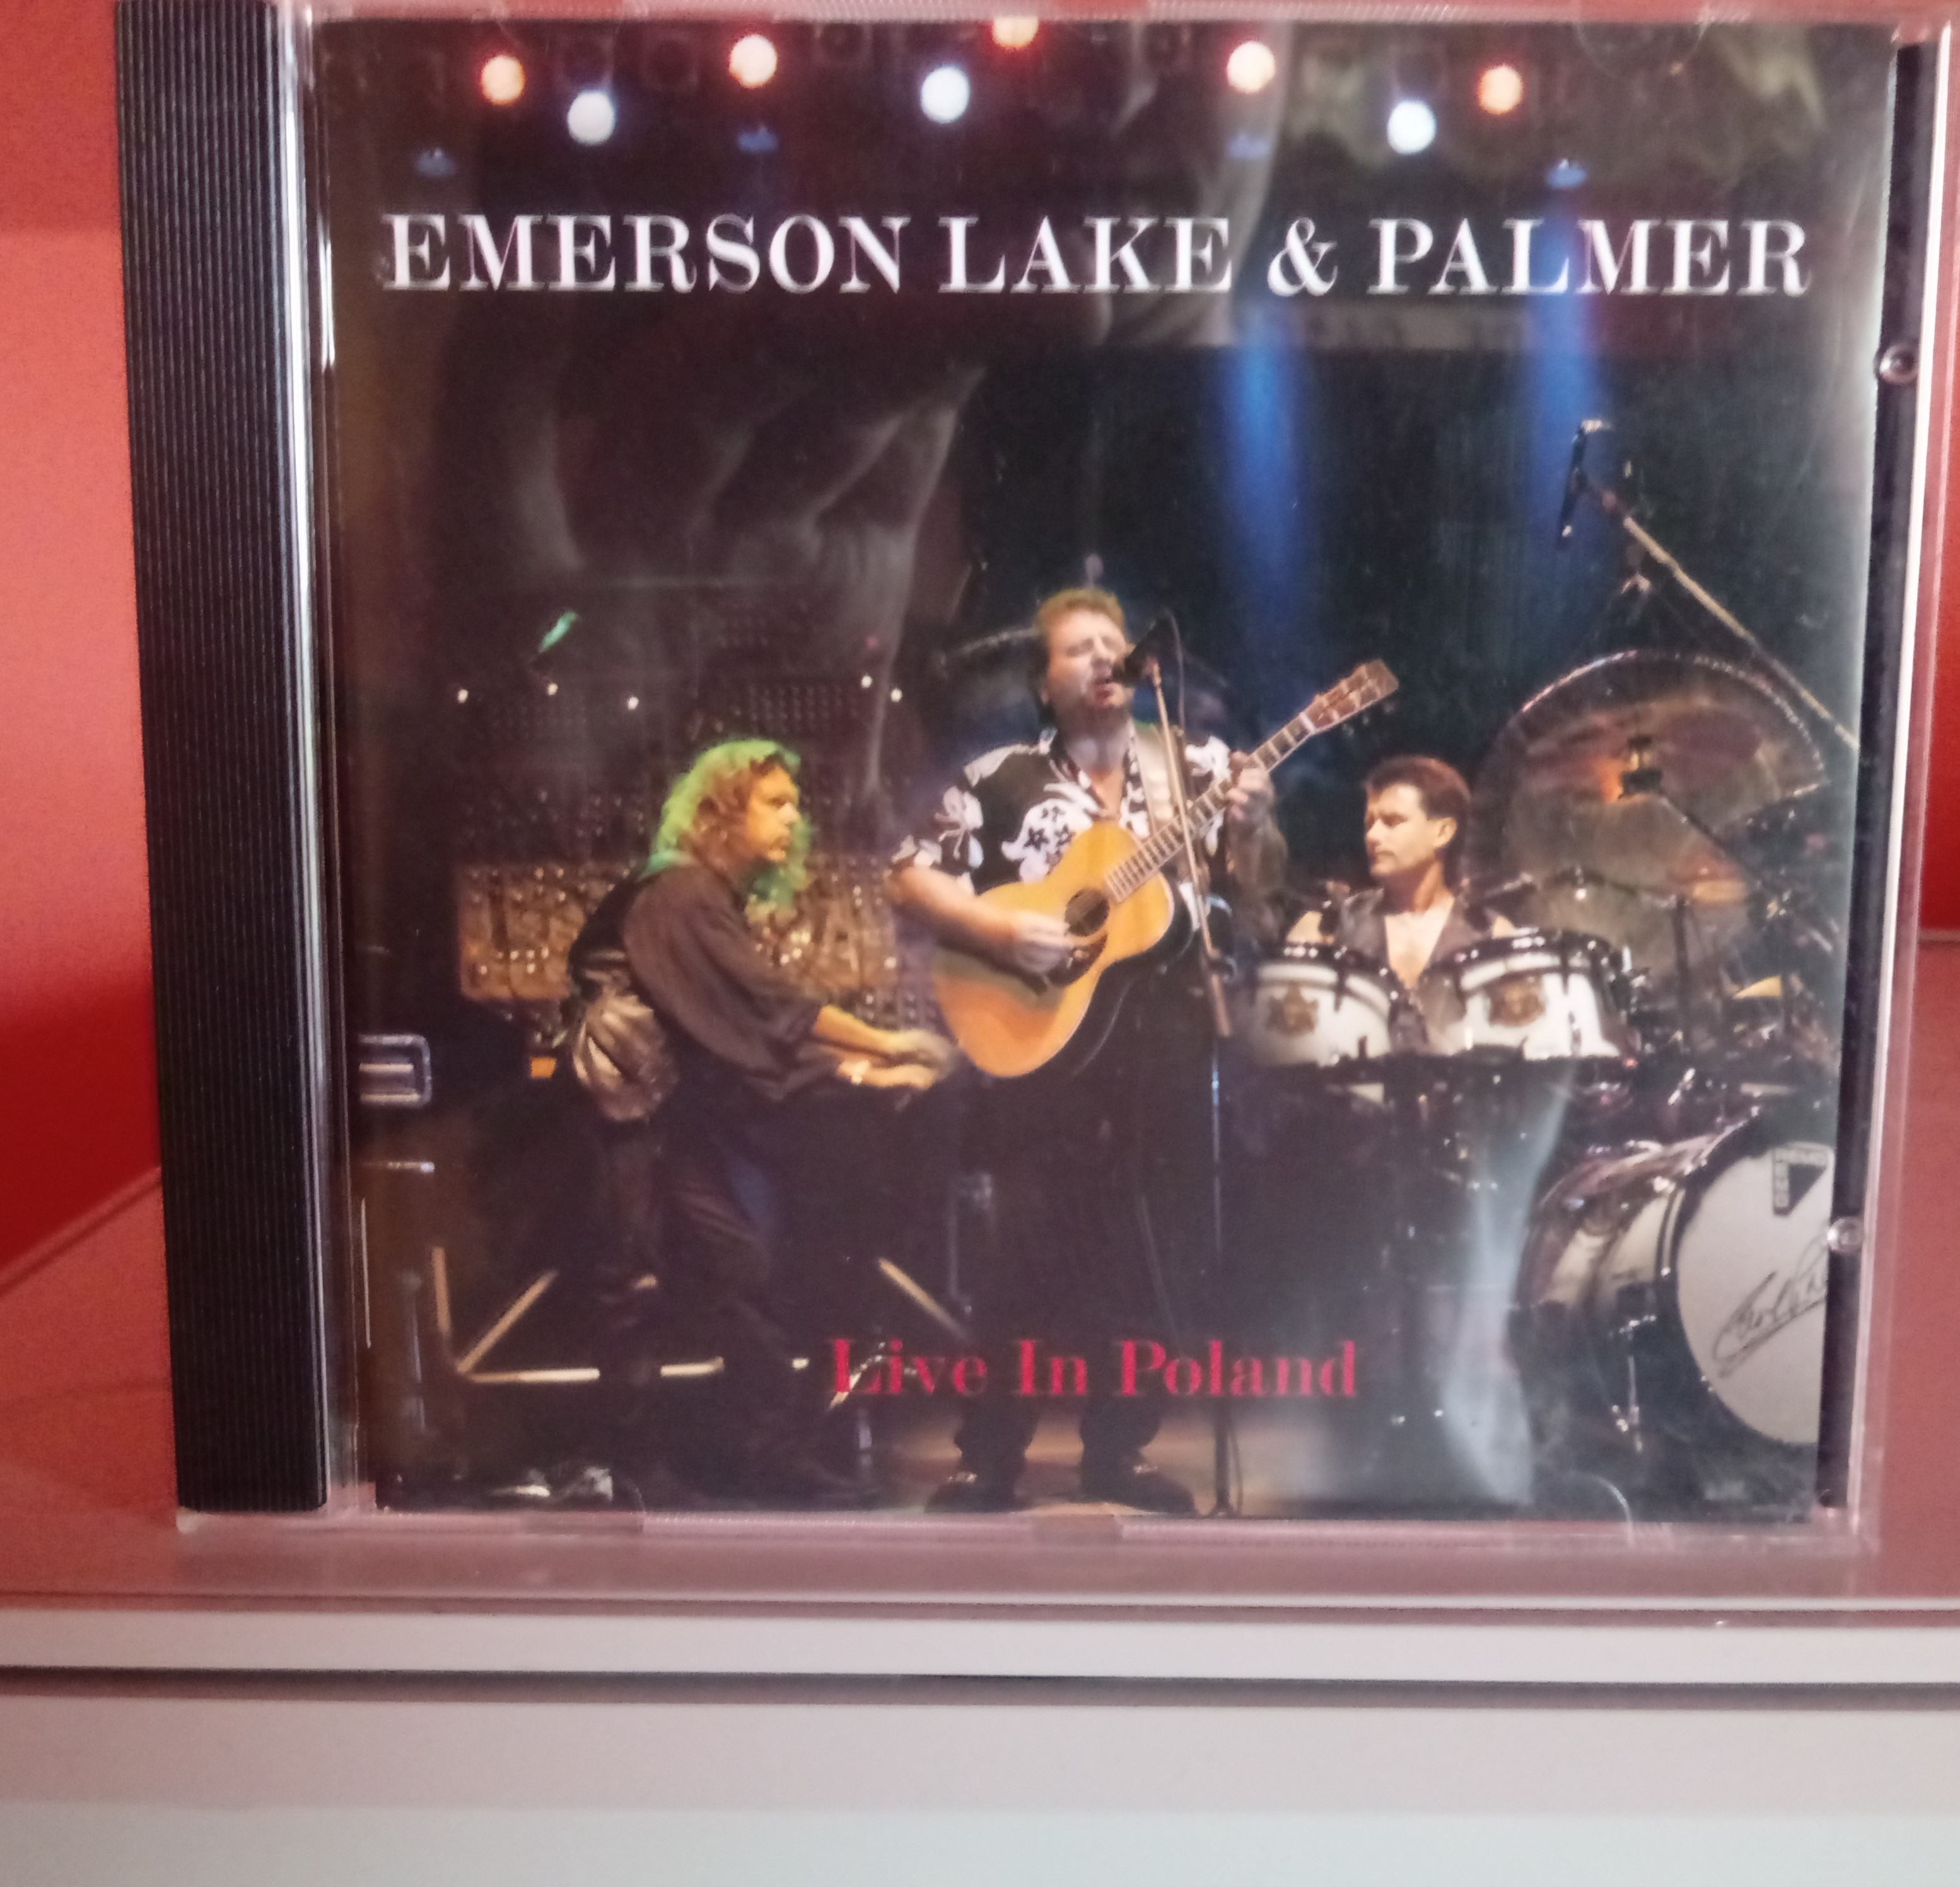 EMERSON LAKE & PALMER
Live In Poland